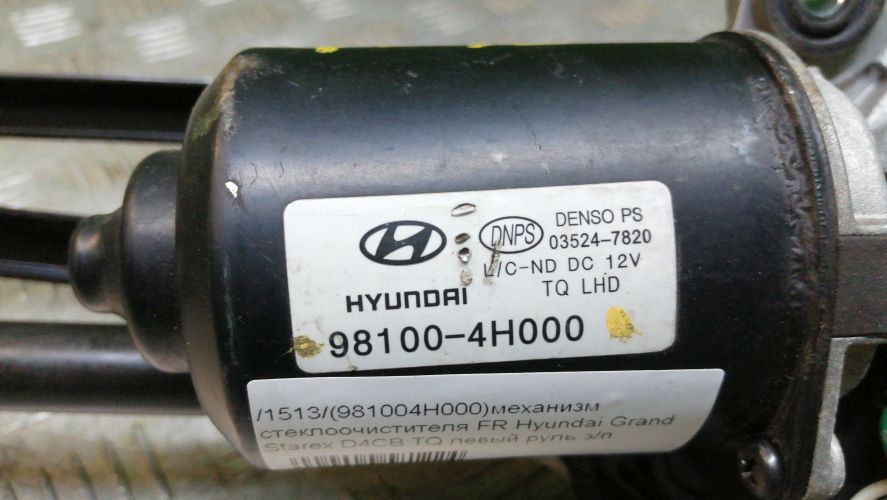 HYUNDAI
98100-4H000
DNPS
DENSO PS
03524-7820
L/C-ND DC 12V
TQ LHD
/1513/(981004H000)механизм
стеклоочистителя FR Hyundai Grand
Starex D4CB TQ левый руль з/п